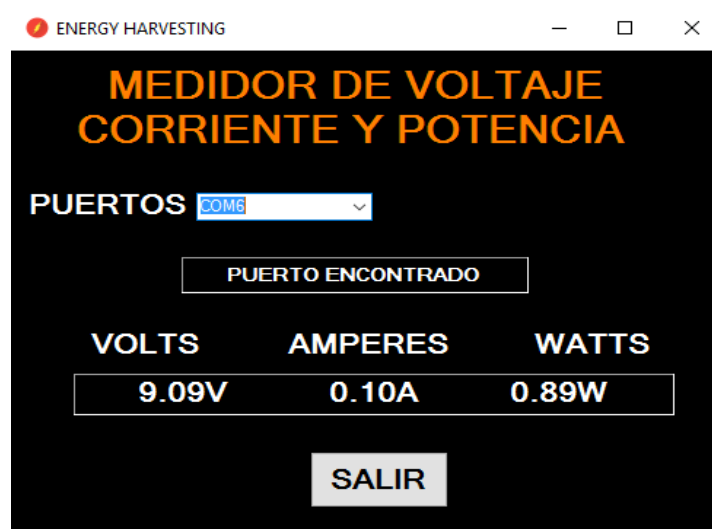 ENERGY HARVESTING
MEDIDOR DE VOLTAJE
CORRIENTE Y POTENCIA
PUERTOS COM6
PUERTO ENCONTRADO
VOLTS AMPERES WATTS
9.09V 0.10A 0.89W
SALIR